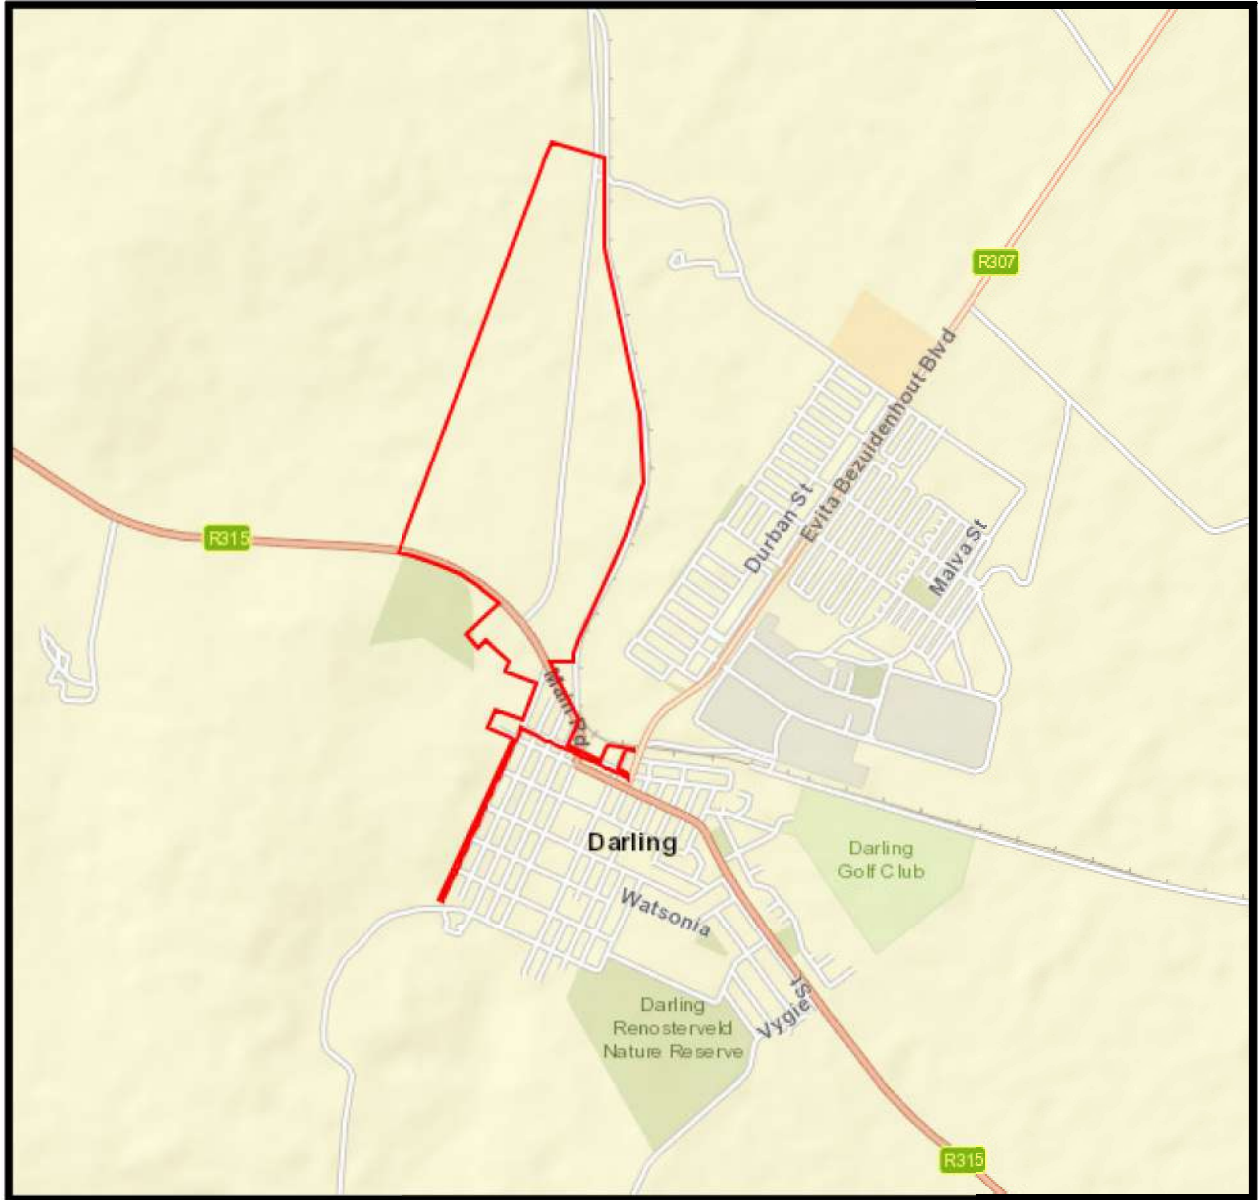 R307
Evita Bezuidenhout Blvd
Durban St
Malva St
R315
Main Rd
Darling
Darling
Golf Club
Watsonia
Vygie St
Darling
Renosterveld
Nature Reserve
R315